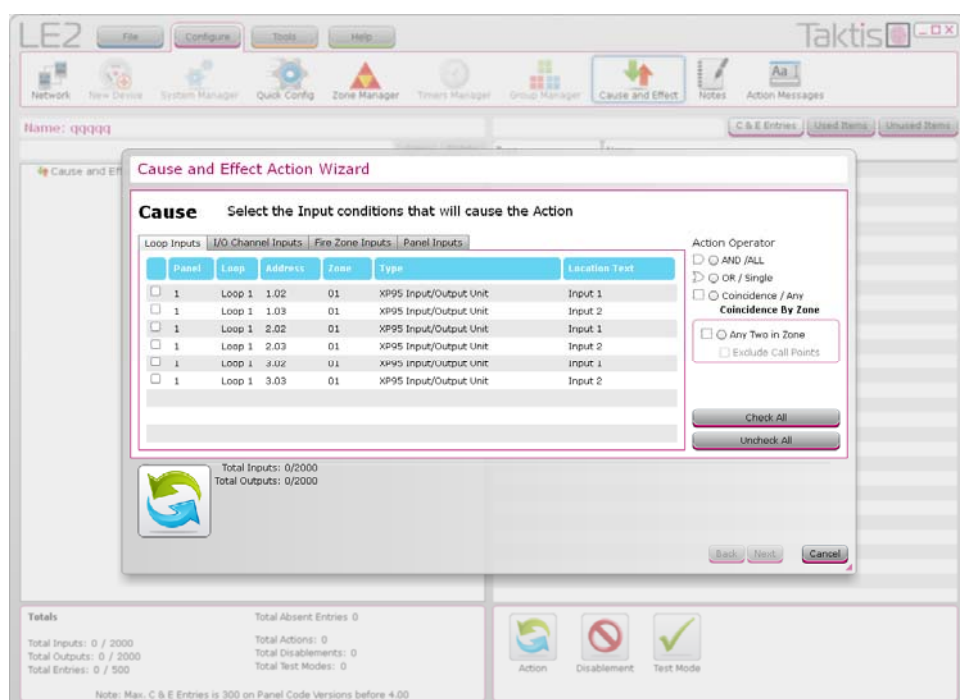 LE2 File Configure Tools Help Taktis
Network New Device System Manager Quick Config Zone Manager Timers Manager Group Manager Cause and Effect Notes Action Messages
Name: qqqqq C & E Entries Used Items Unused Items
Cause and Eff
Cause and Effect Action Wizard
Cause Select the Input conditions that will cause the Action
Loop Inputs I/O Channel Inputs Fire Zone Inputs Panel Inputs
Panel Loop Address Zone Type Location Text
1 Loop 1 1.02 01 XP95 Input/Output Unit Input 1
1 Loop 1 1.03 01 XP95 Input/Output Unit Input 2
1 Loop 1 2.02 01 XP95 Input/Output Unit Input 1
1 Loop 1 2.03 01 XP95 Input/Output Unit Input 2
1 Loop 1 3.02 01 XP95 Input/Output Unit Input 1
1 Loop 1 3.03 01 XP95 Input/Output Unit Input 2
Action Operator
AND /ALL
OR / Single
Coincidence / Any
Coincidence By Zone
Any Two in Zone
Exclude Call Points
Check All
Uncheck All
Total Inputs: 0/2000
Total Outputs: 0/2000
Back Next Cancel
Totals
Total Inputs: 0 / 2000
Total Outputs: 0 / 2000
Total Entries: 0 / 500
Total Absent Entries 0
Total Actions: 0
Total Disablements: 0
Total Test Modes: 0
Note: Max. C & E Entries is 300 on Panel Code Versions before 4.00
Action Disablement Test Mode